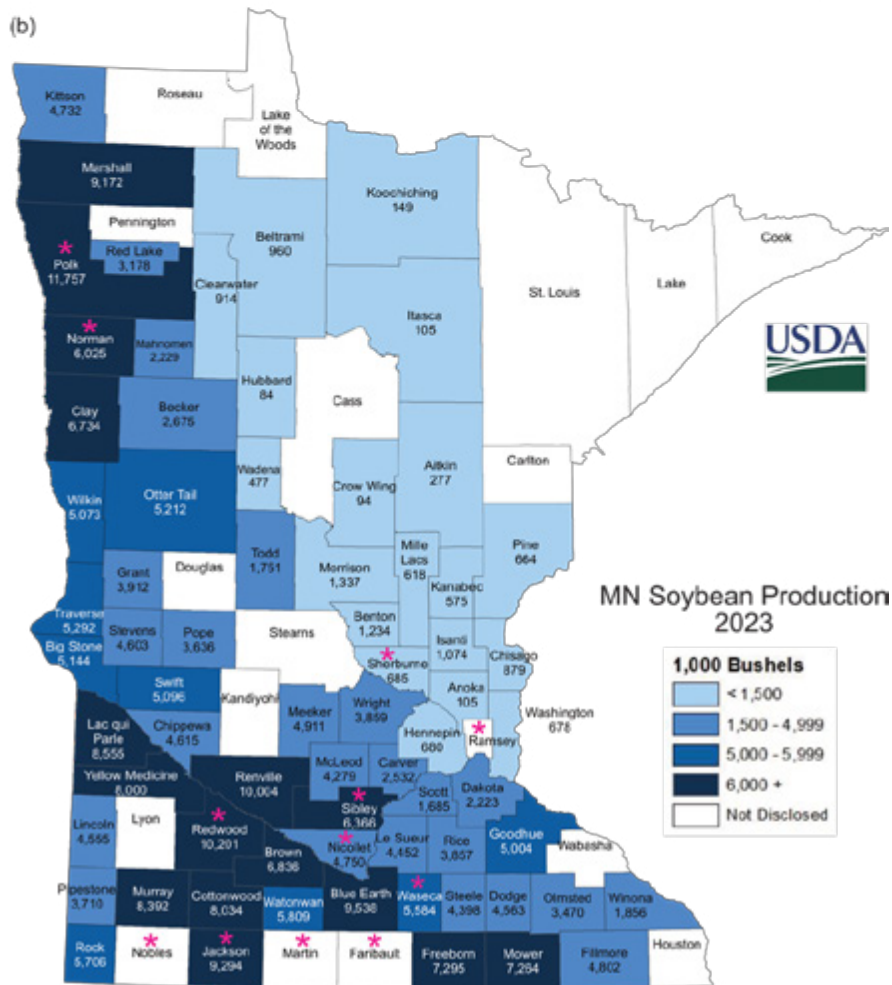 (b)
Kittson
4,732
Roseau
Lake
of the
Woods
Marshall
9,172
Koochiching
149
Pennington
Beltrami
960
*
Polk
11,757
Red Lake
3,178
Clearwater
914
St. Louis
Lake
Cook
Itasca
105
*
Norman
6,025
Mahnomen
2,229
USDA
Hubbard
84
Cass
Clay
6,734
Becker
2,675
Aitkin
277
Carlton
Wadena
477
Crow Wing
94
Wilkin
5,073
Otter Tail
5,212
Todd
1,751
Morrison
1,337
Mille
Lacs
618
Pine
664
Kanabec
575
Grant
3,912
Douglas
Traverse
5,292
Stevens
4,603
Pope
3,636
Stearns
Benton
1,234
Isanti
1,074
Chisago
879
Big Stone
5,144
*
Sherburne
685
Anoka
105
Swift
5,096
Kandiyohi
Meeker
4,911
Wright
3,859
Hennepin
680
*
Ramsey
Washington
678
Lac qui
Parle
8,555
Chippewa
4,615
McLeod
4,279
Carver
2,532
Yellow Medicine
Renville
10,004
*
Sibley
6,366
Scott
1,685
Dakota
2,223
Lincoln
4,555
Lyon
*
Redwood
10,201
*
Nicollet
4,750
Le Sueur
4,452
Rice
3,857
Goodhue
5,004
Wabasha
Brown
6,836
Pipestone
3,710
Murray
8,392
Cottonwood
8,034
Watonwan
5,809
Blue Earth
9,538
*
Waseca
5,584
Steele
4,398
Dodge
4,563
Olmsted
3,470
Winona
1,856
Rock
5,706
*
Nobles
*
Jackson
9,294
*
Martin
*
Faribault
Freeborn
7,295
Mower
Fillmore
4,802
Houston
MN Soybean Production
2023
1,000 Bushels
<1,500
1,500 - 4,999
5,000 - 5,999
6,000 +
Not Disclosed